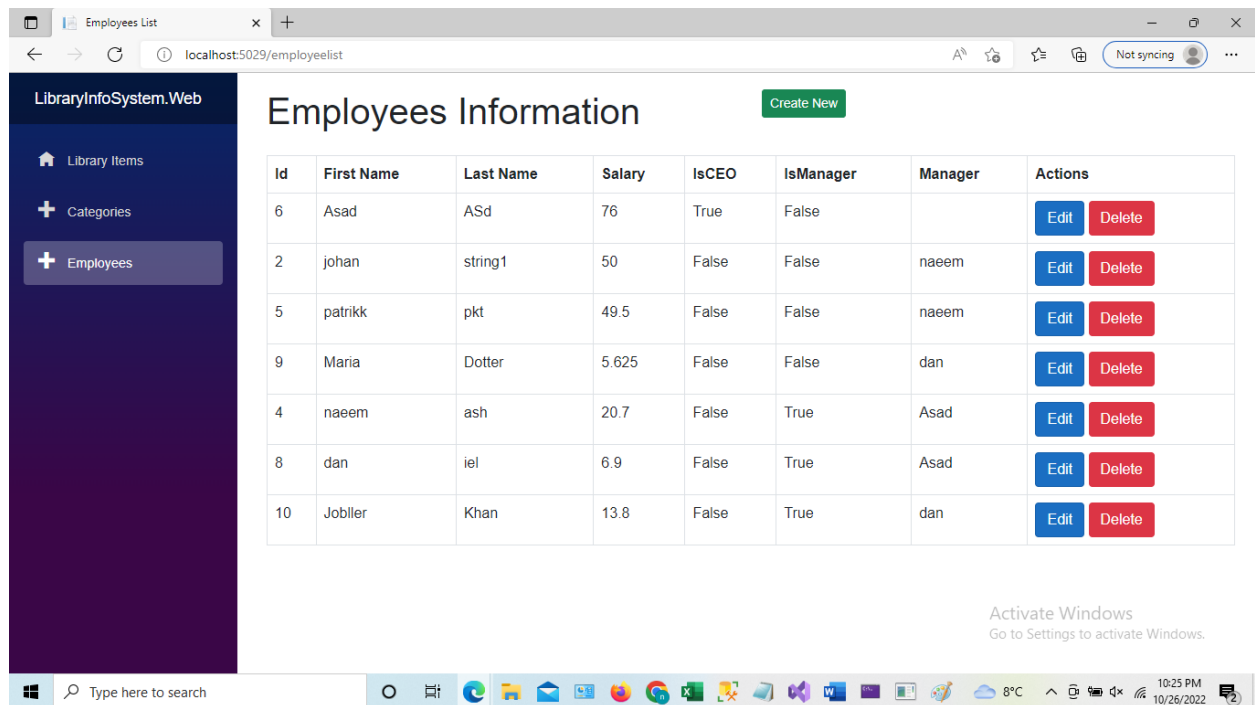 Employees List
localhost:5029/employeelist
Not syncing
LibraryInfoSystem.Web
Library Items
Categories
Employees
Employees Information
Create New
Id First Name Last Name Salary IsCEO IsManager Manager Actions
6 Asad ASd 76 True False Edit Delete
2 johan string1 50 False False naeem Edit Delete
5 patrikk pkt 49.5 False False naeem Edit Delete
9 Maria Dotter 5.625 False False dan Edit Delete
4 naeem ash 20.7 False True Asad Edit Delete
8 dan iel 6.9 False True Asad Edit Delete
10 Jobller Khan 13.8 False True dan Edit Delete
Activate Windows
Go to Settings to activate Windows.
Type here to search
8°C
10:25 PM
10/26/2022
2